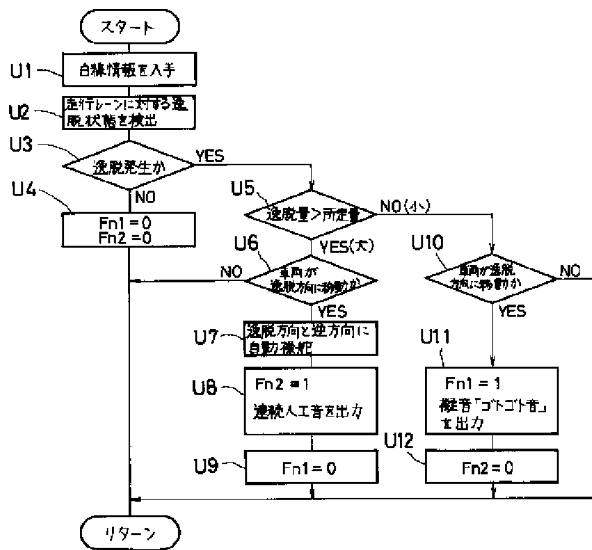 スタート
U1
白線情報を入手
U2
走行レーンに対する逸
脱状態を検出
U3
逸脱発生か
YES
NO
U4
Fn1=0
Fn2=0
U5
逸脱量>所定量
NO(小)
YES(大)
U6
車両が
逸脱方向に移動か
NO
YES
U10
車両が逸脱
方向に移動か
NO
YES
U7
逸脱方向と逆方向に
自動操舵
U8
Fn2=1
連続人工音を出力
U11
Fn1=1
擬音「ゴトゴト音」
を出力
U9
Fn1=0
U12
Fn2=0
リターン